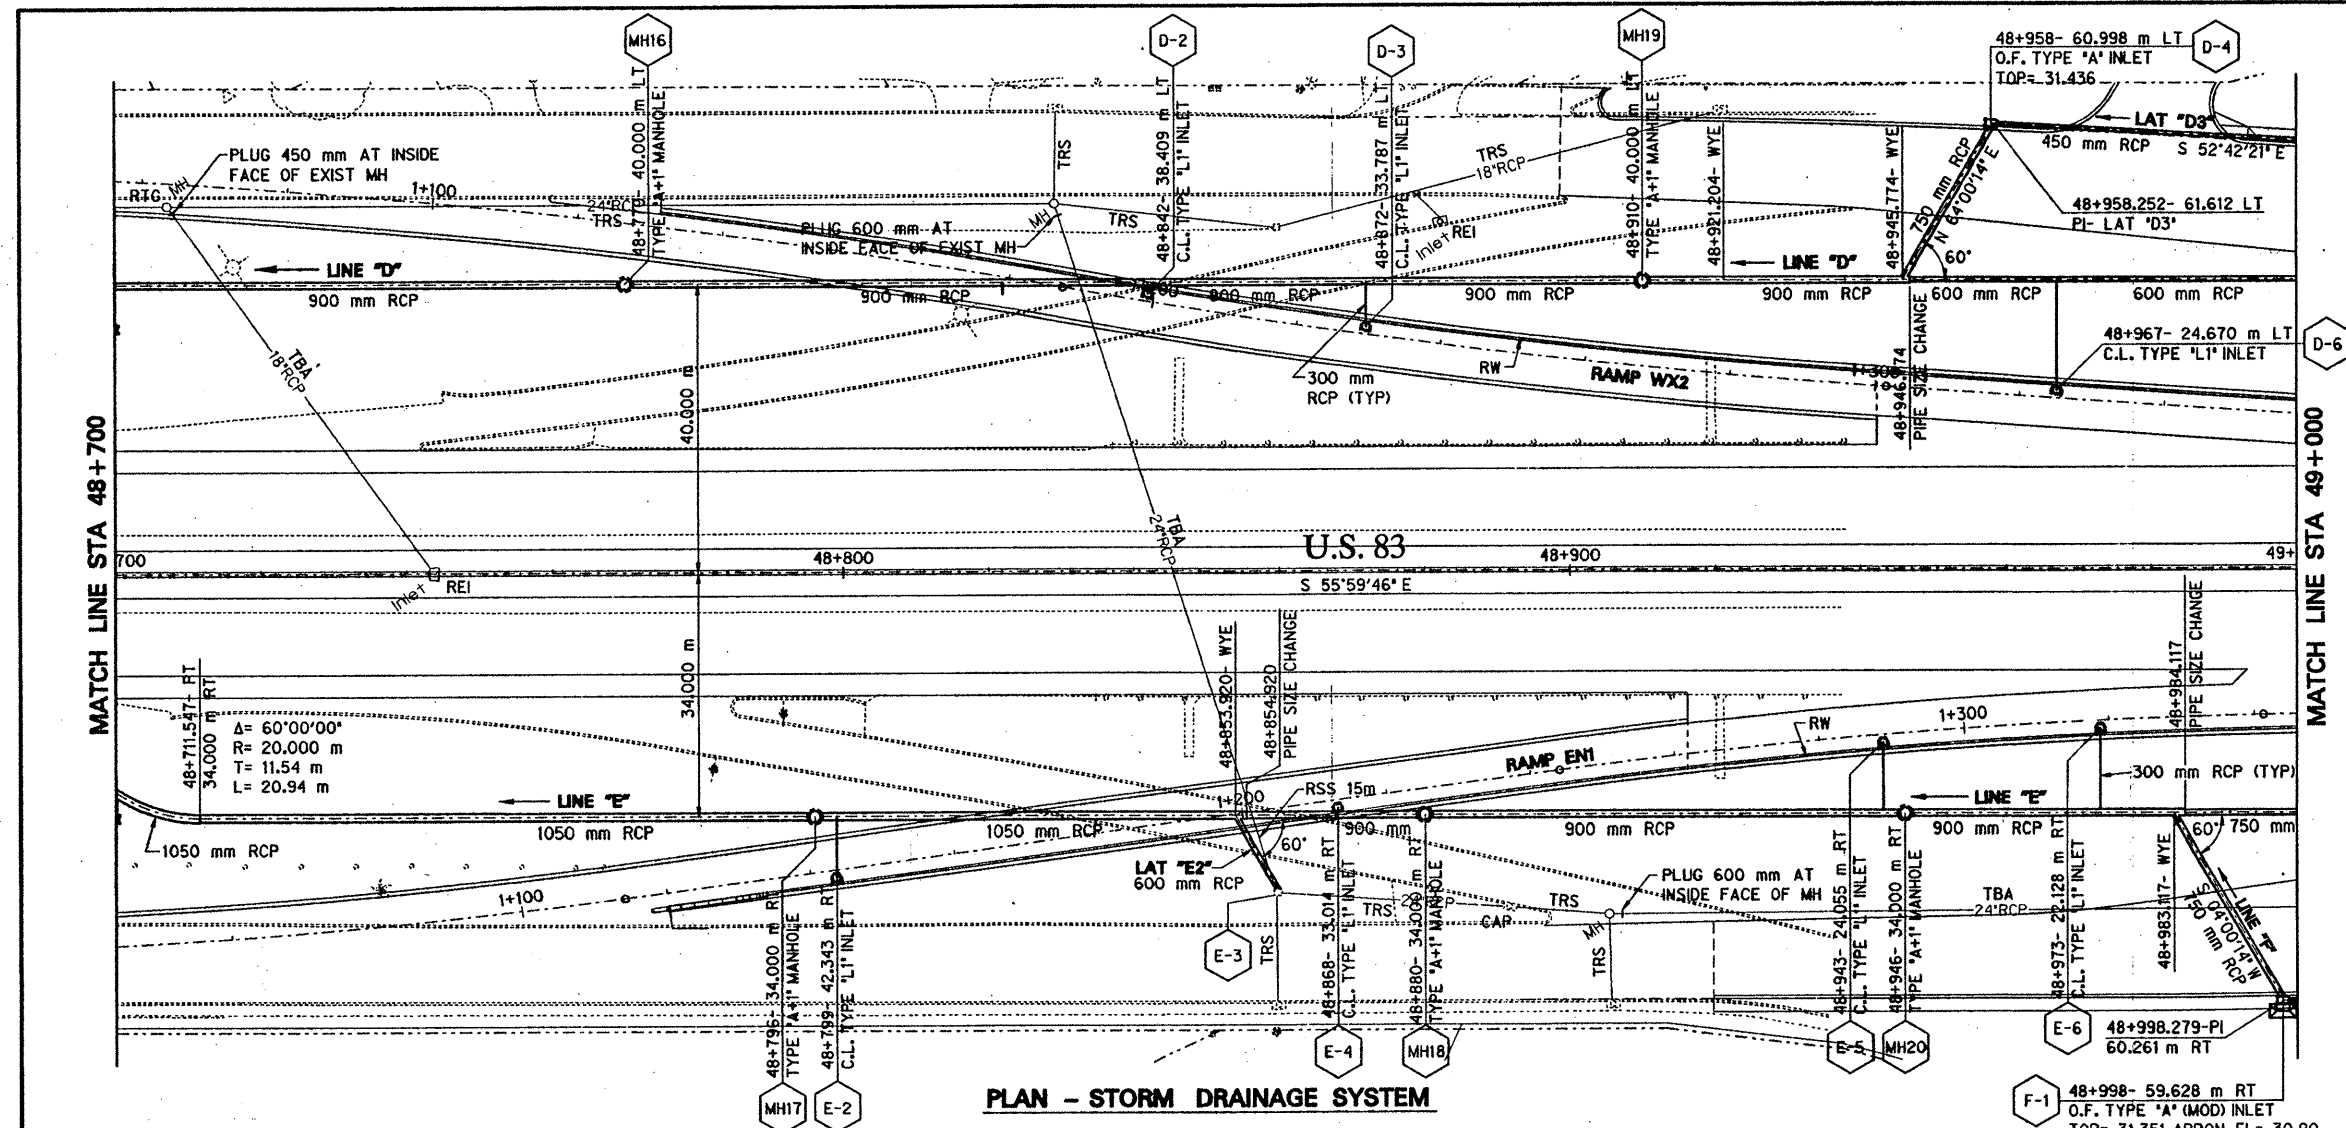 MH16
D-2
D-3
MH19
48+958- 60.998 m LT
O.F. TYPE "A" INLET
TOP= 31.436
D-4
TYPE "A+1" MANHOLE
48+842- 38.409 m LT
C.L. TYPE "L1" INLET
48+872- 33.787 m LT
C.L. TYPE "L1" INLET
48+910- 40.000 m LT
TYPE "A+1" MANHOLE
48+921.204- WYE
48+945.774- WYE
LAT "D3"
450 mm RCP
S 52°42'21" E
750 mm RCP
N 64°00'14" E
60°
48+958.252- 61.612 LT
PI- LAT "D3"
PLUG 450 mm AT INSIDE
FACE OF EXIST MH
RTG
MH
1+100
24"RCP
TRS
TRS
TRS
TRS
18"RCP
MH
PLUG 600 mm AT
INSIDE FACE OF EXIST MH
Inlet
REI
LINE "D"
900 mm RCP
900 mm RCP
900 mm RCP
LINE "D"
900 mm RCP
600 mm RCP
600 mm RCP
48+967- 24.670 m LT
C.L. TYPE "L1" INLET
D-6
TBA
18"RCP
40.000 m
300 mm
RCP (TYP)
RW
RAMP WX2
1+300
PIPE SIZE CHANGE
MATCH LINE STA 48+700
MATCH LINE STA 49+000
TBA
24"RCP
700
48+800
U.S. 83
48+900
49+
S 55°59'46" E
Inlet
REI
34.000 m
48+711.547- RT
34.000 m RT
Δ= 60°00'00"
R= 20.000 m
T= 11.54 m
L= 20.94 m
48+853.920- WYE
48+854.920
PIPE SIZE CHANGE
48+984.117
PIPE SIZE CHANGE
RW
1+300
RAMP EN1
300 mm RCP (TYP)
LINE "E"
1050 mm RCP
1050 mm RCP
1050 mm RCP
1+200
RSS 15m
900 mm
900 mm RCP
LINE "E"
900 mm RCP
750 mm
60°
60°
LAT "E2"
600 mm RCP
1+100
TRS
CAP
TRS
PLUG 600 mm AT
INSIDE FACE OF MH
MH
TBA
24"RCP
LINE "F"
S 04°00'14" W
750 mm RCP
E-3
TRS
TRS
48+796- 34.000 m RT
TYPE "A+1" MANHOLE
48+799- 42.343 m RT
C.L. TYPE "L1" INLET
48+868- 33.014 m RT
C.L. TYPE "L1" INLET
48+880- 34.000 m RT
TYPE "A+1" MANHOLE
48+943- 24.055 m RT
C.L. TYPE "L1" INLET
48+946- 34.000 m RT
TYPE "A+1" MANHOLE
48+973- 22.128 m RT
C.L. TYPE "L1" INLET
48+983.117- WYE
MH17
E-2
E-4
MH18
E-5
MH20
E-6
48+998.279-PI
60.261 m RT
F-1
48+998- 59.628 m RT
O.F. TYPE "A" (MOD) INLET
PLAN - STORM DRAINAGE SYSTEM